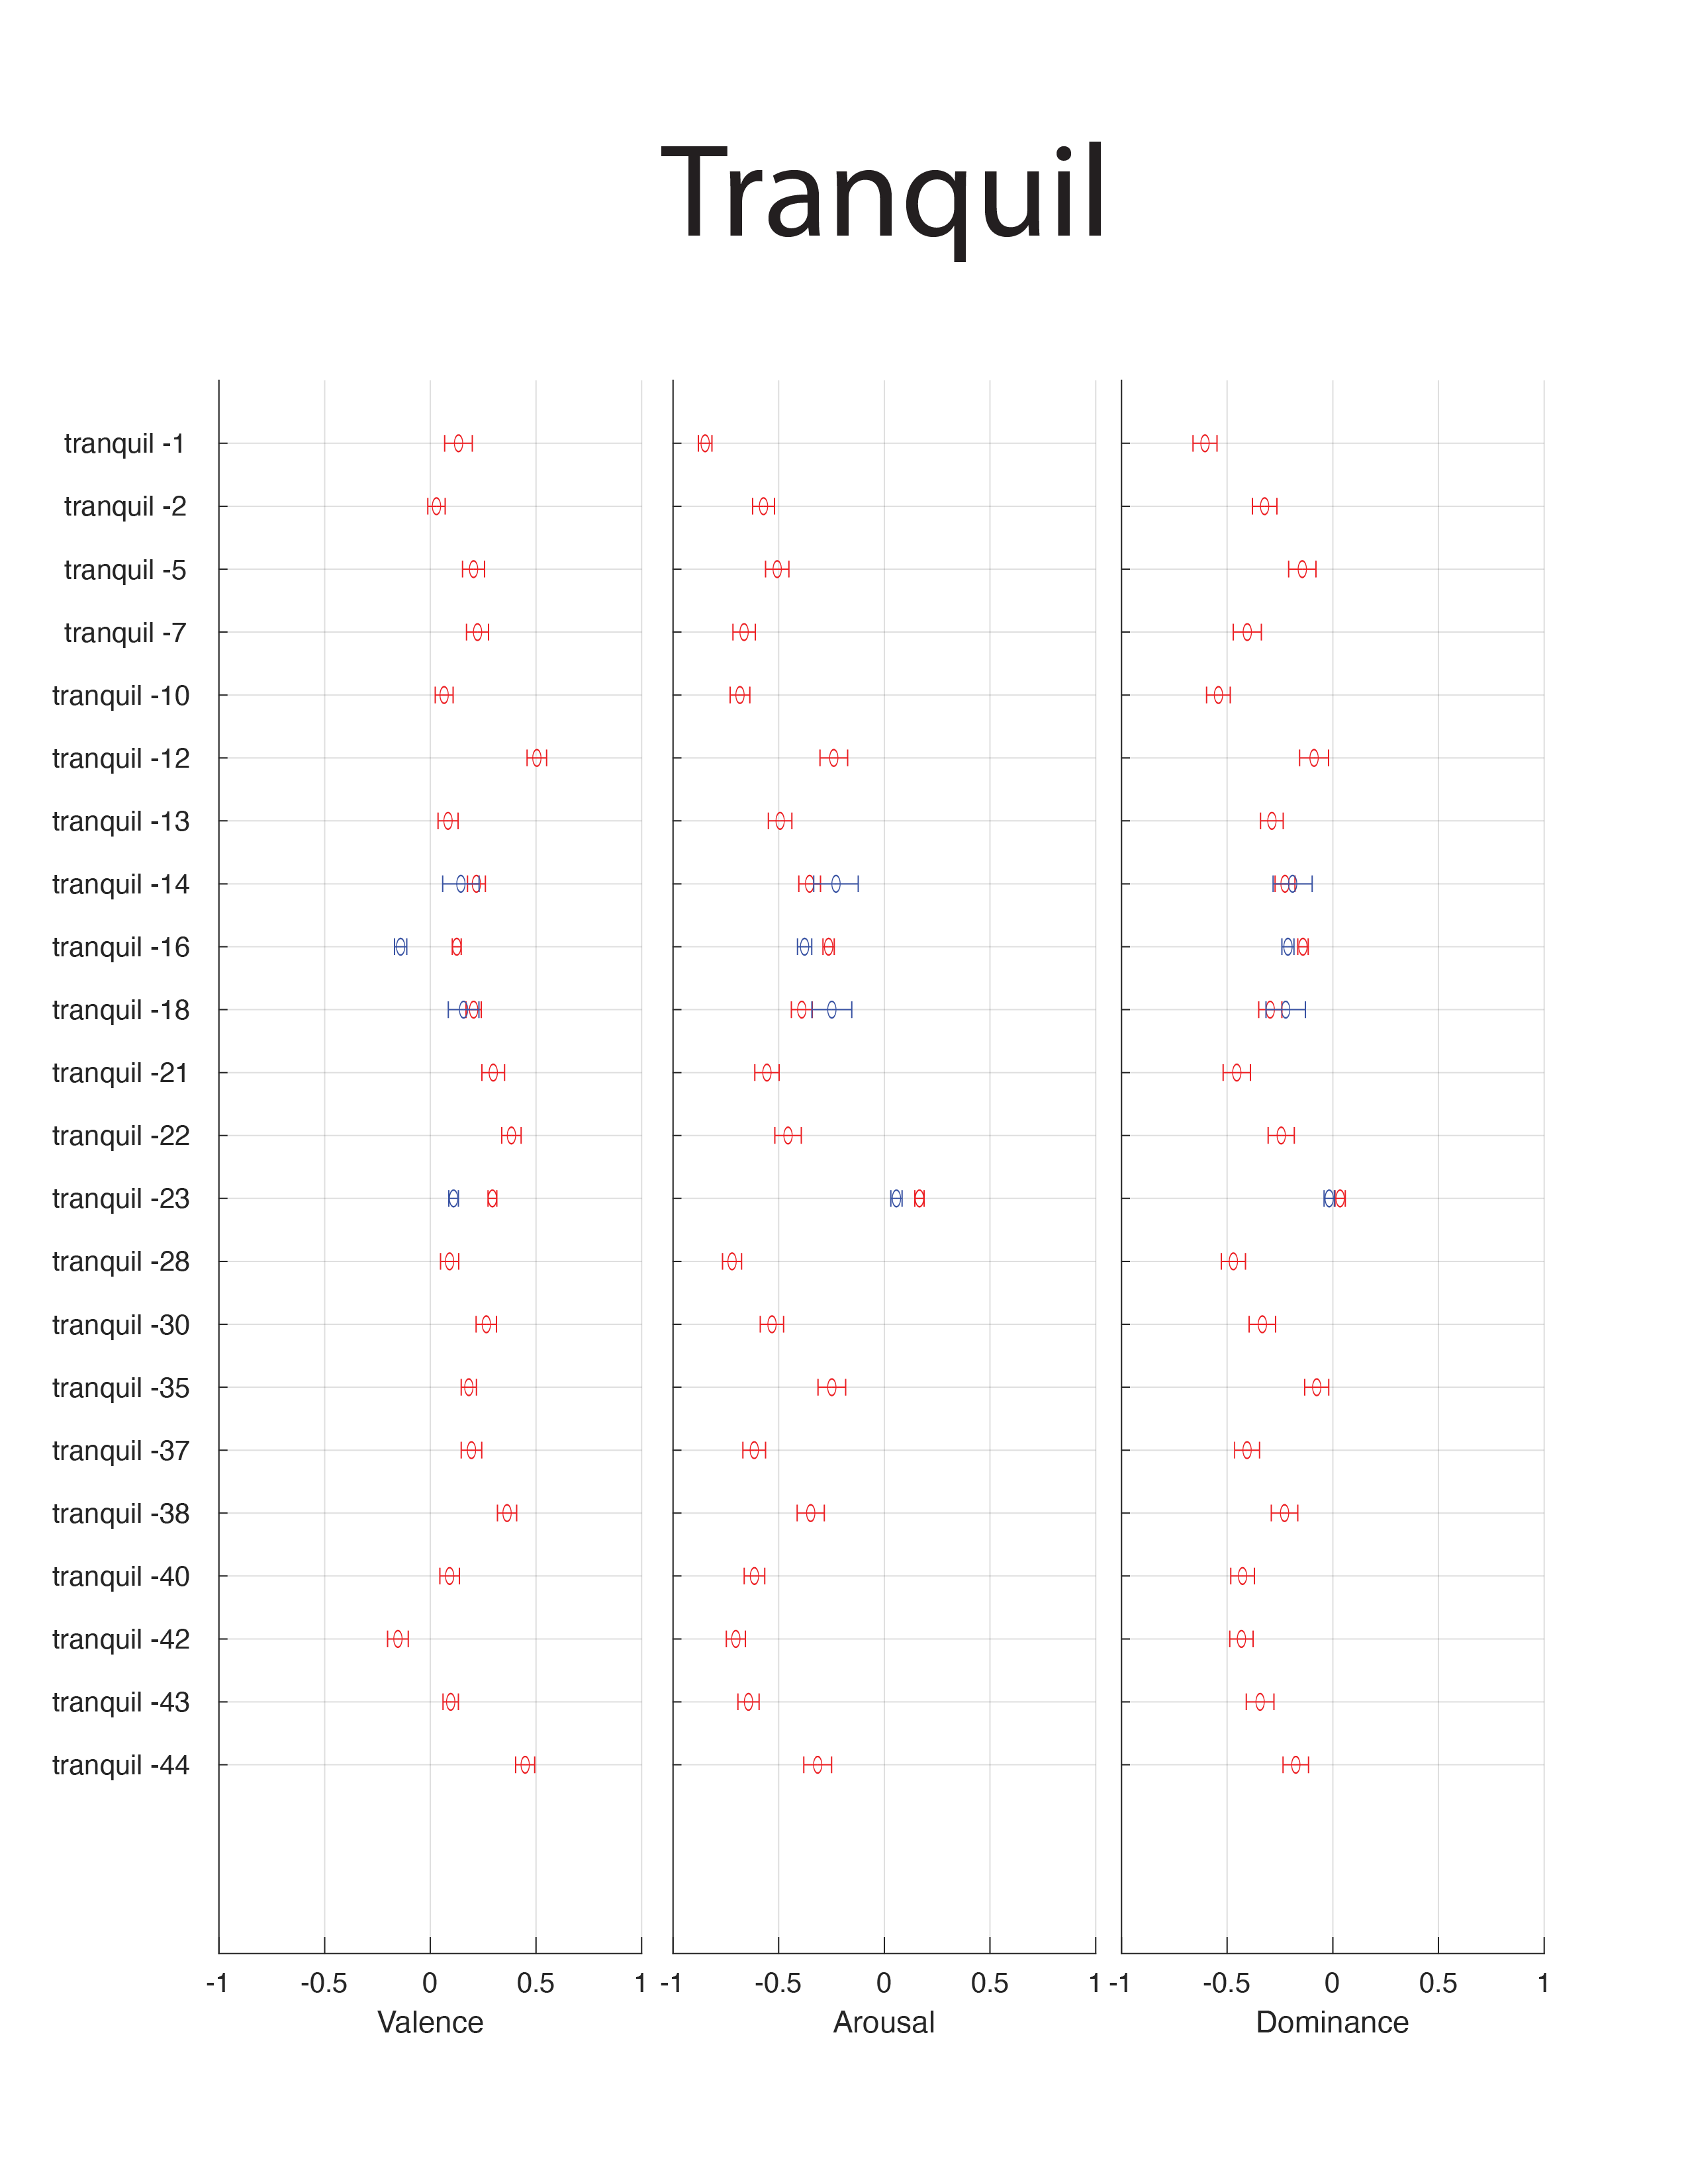 Tranquil
tranquil -1
tranquil -2
tranquil -5
tranquil -7
tranquil -10
tranquil -12
tranquil -13
tranquil -14
tranquil -16
tranquil -18
tranquil -21
tranquil -22
tranquil -23
tranquil -28
tranquil -30
tranquil -35
tranquil -37
tranquil -38
tranquil -40
tranquil -42
tranquil -43
tranquil -44
-1 -0.5 0 0.5 1 -1 -0.5 0 0.5 1 -1 -0.5 0 0.5 1
Valence Arousal Dominance